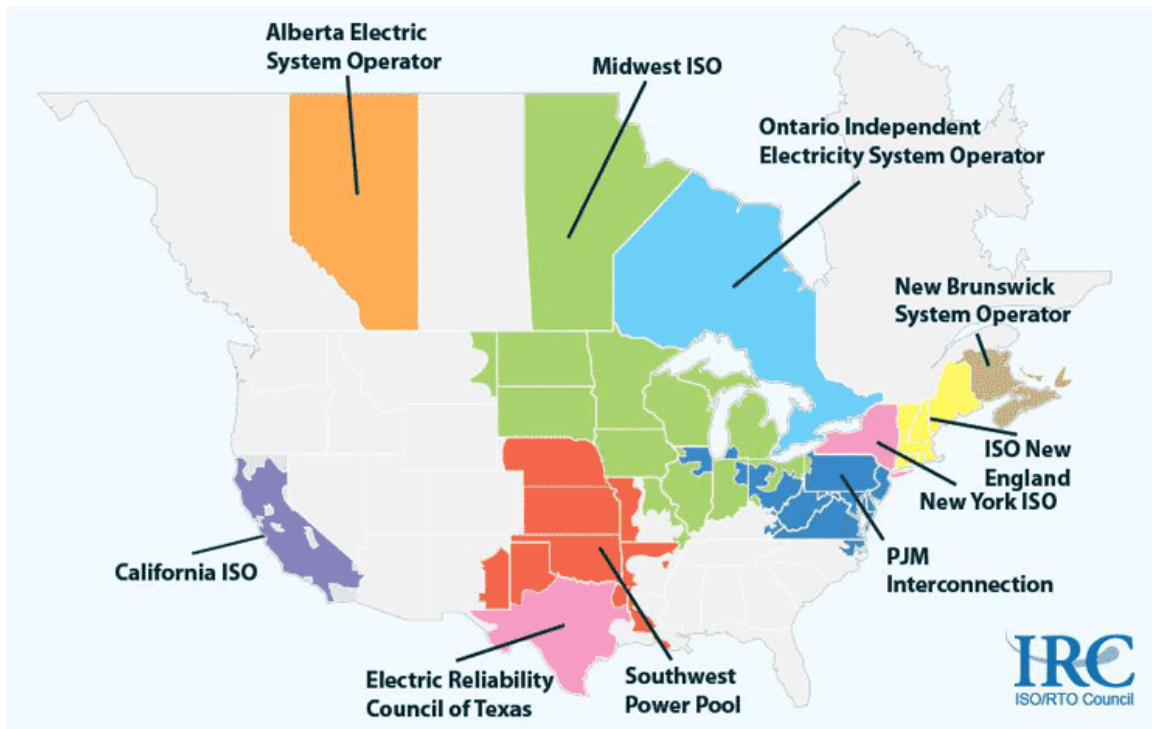 Alberta Electric
System Operator
Midwest ISO
Ontario Independent
Electricity System Operator
New Brunswick
System Operator
ISO New
England
New York ISO
PJM
Interconnection
California ISO
Electric Reliability
Council of Texas
Southwest
Power Pool
IRC
ISO/RTO Council